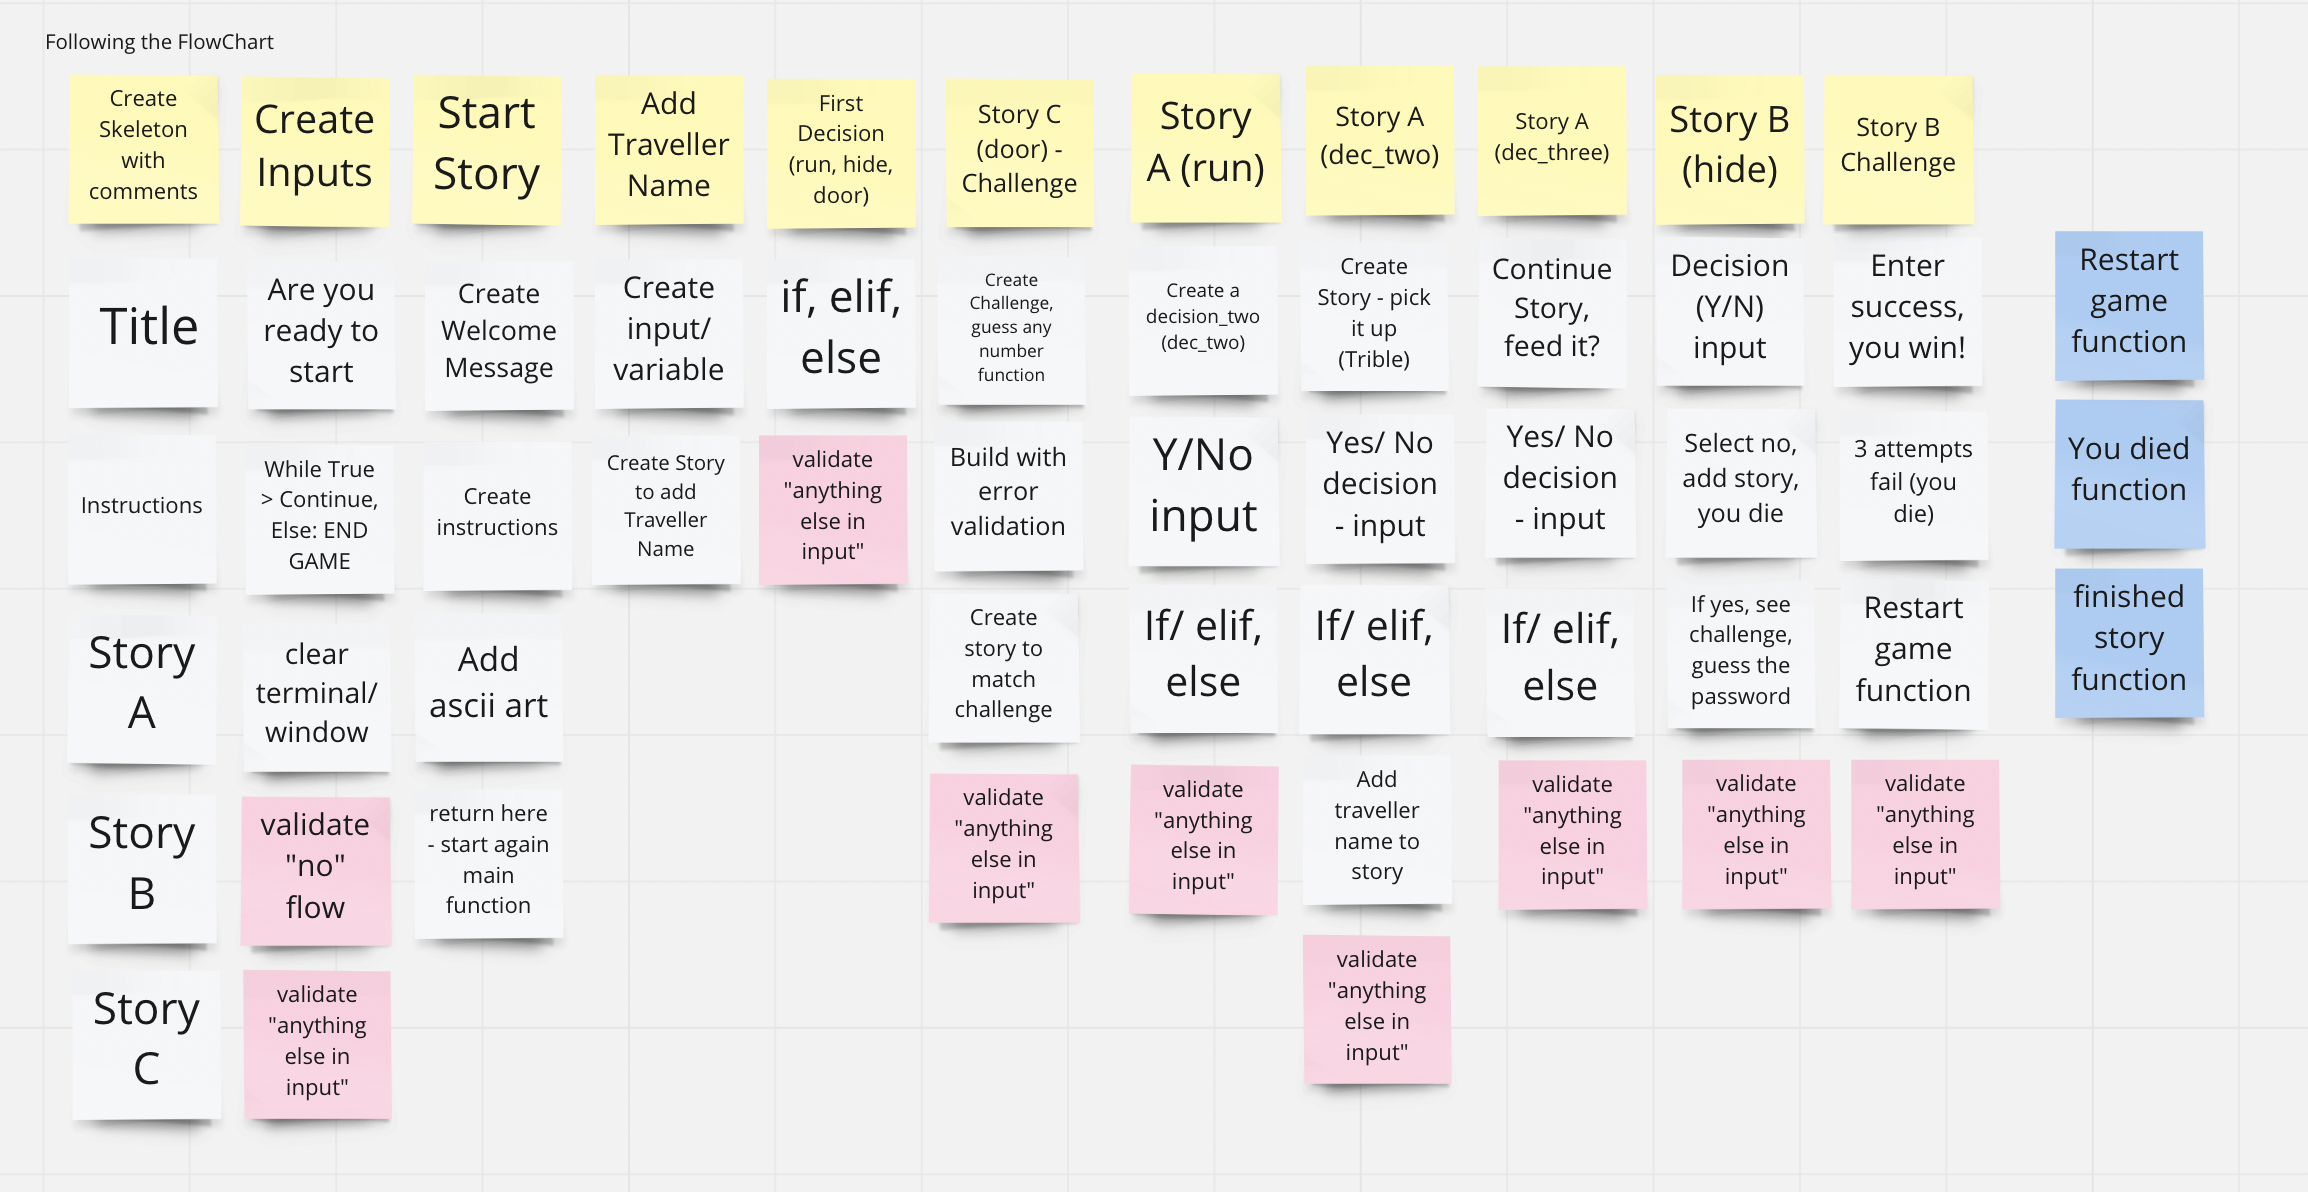 Following the FlowChart
Create
Skeleton
with
comments
Title
Instructions
Story
A
Story
B
Story
C
Create
Inputs
Are you
ready to
start
While True
> Continue,
Else: END
GAME
clear
terminal/
window
validate
"no"
flow
validate
"anything
else in
input"
Start
Story
Create
Welcome
Message
Create
instructions
Add
ascii art
return here
- start again
main
function
Add
Traveller
Name
Create
input/
variable
Create Story
to add
Traveller
Name
First
Decision
(run, hide,
door)
if, elif,
else
validate
"anything
else in
input"
Story C
(door) -
Challenge
Create
Challenge,
guess any
number
function
Build with
error
validation
Create
story to
match
challenge
validate
"anything
else in
input"
Story
A (run)
Create a
decision_two
(dec_two)
Y/No
input
If/ elif,
else
validate
"anything
else in
input"
Story A
(dec_two)
Create
Story - pick
it up
(Trible)
Yes/ No
decision
- input
If/ elif,
else
Add
traveller
name to
story
validate
"anything
else in
input"
Story A
(dec_three)
Continue
Story,
feed it?
Yes/ No
decision
- input
If/ elif,
else
validate
"anything
else in
input"
Story B
(hide)
Decision
(Y/N)
input
Select no,
add story,
you die
If yes, see
challenge,
guess the
password
validate
"anything
else in
input"
Story B
Challenge
Enter
success,
you win!
3 attempts
fail (you
die)
Restart
game
function
validate
"anything
else in
input"
Restart
game
function
You died
function
finished
story
function